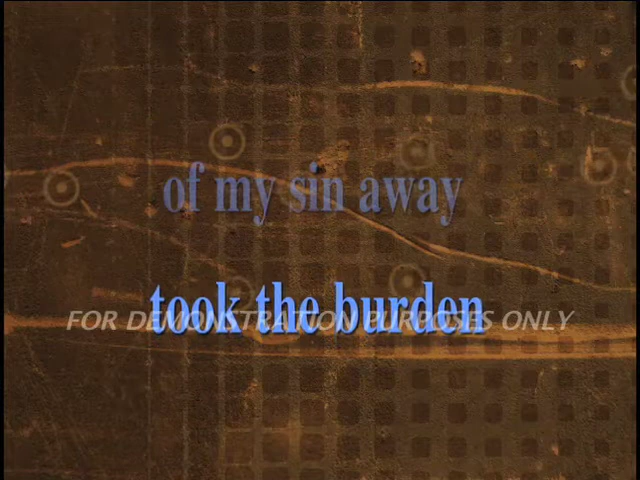 of my sin away
took the burden
FOR DEMONSTRATION PURPOSES ONLY